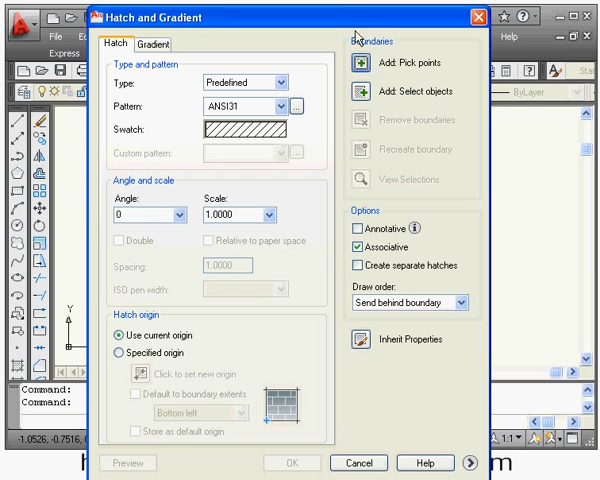 Hatch and Gradient
File
Help
Express
Hatch
Gradient
Boundaries
Type and pattern
Add: Pick points
Type:
Predefined
Add: Select objects
ByLayer
Pattern:
ANSI31
...
Swatch:
Remove boundaries
Custom pattern:
...
Recreate boundary
View Selections
Angle and scale
Angle:
Scale:
0
1.0000
Options
Annotative
Double
Relative to paper space
Associative
Spacing:
1.0000
Create separate hatches
ISO pen width:
Draw order:
Send behind boundary
Y
Hatch origin
Use current origin
Inherit Properties
Specified origin
Click to set new origin
Default to boundary extents
Command:
Bottom left
Command:
Store as default origin
-1.0526, -0.7516,
1:1
Preview
OK
Cancel
Help